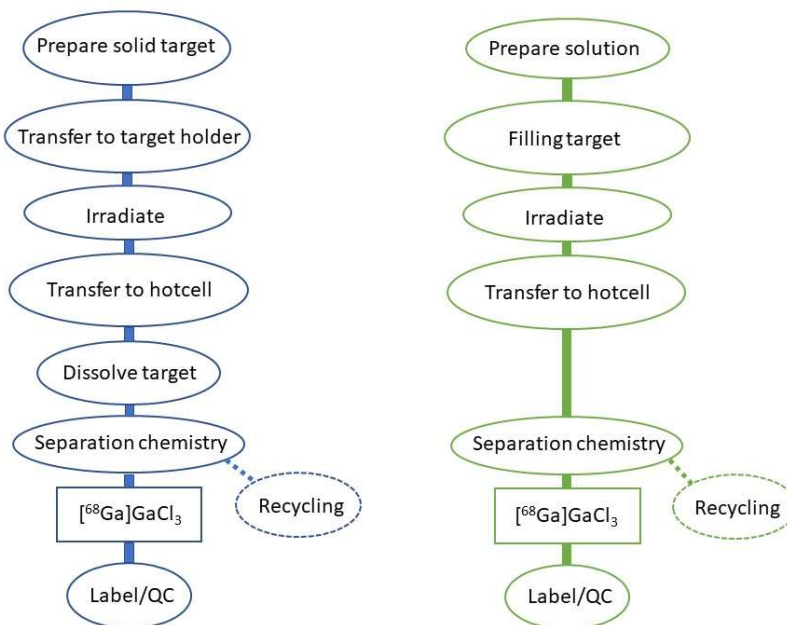 Prepare solid target
Transfer to target holder
Irradiate
Transfer to hotcell
Dissolve target
Separation chemistry
Recycling
[⁶⁸Ga]GaCl₃
Label/QC
Prepare solution
Filling target
Irradiate
Transfer to hotcell
Separation chemistry
Recycling
[⁶⁸Ga]GaCl₃
Label/QC